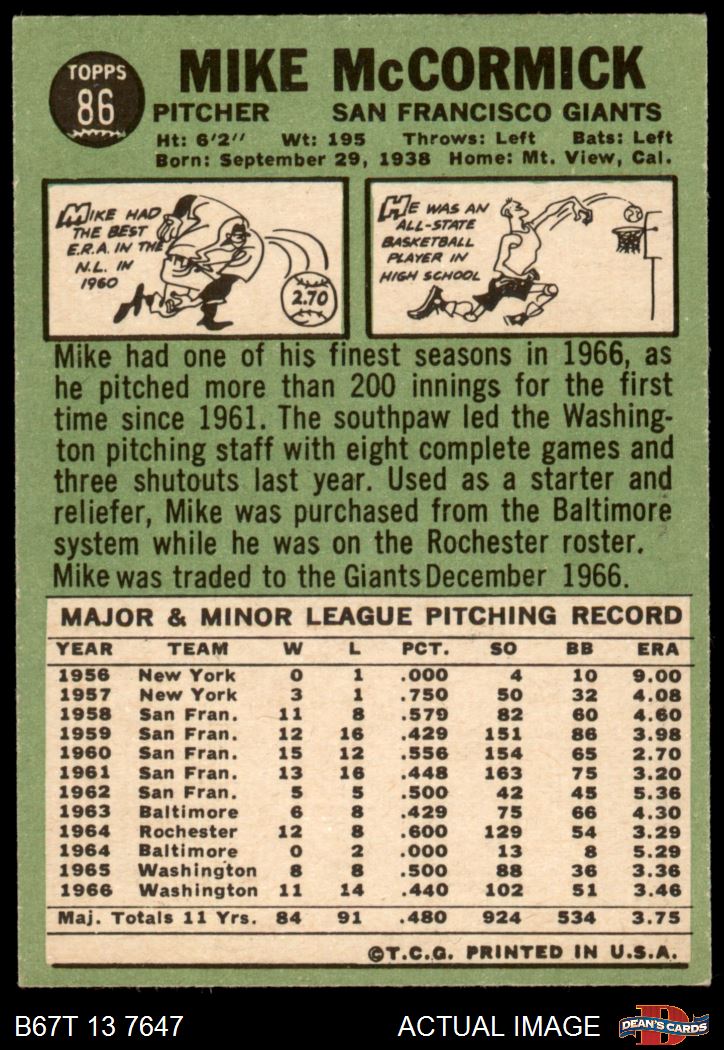 TOPPS
86
MIKE McCORMICK
PITCHER SAN FRANCISCO GIANTS
Ht: 6'2" Wt: 195 Throws: Left Bats: Left
Born: September 29, 1938 Home: Mt. View, Cal.
MIKE HAD
THE BEST
E.R.A. IN THE
N.L. IN
1960
2.70
HE WAS AN
ALL-STATE
BASKETBALL
PLAYER IN
HIGH SCHOOL
Mike had one of his finest seasons in 1966, as
he pitched more than 200 innings for the first
time since 1961. The southpaw led the Washing-
ton pitching staff with eight complete games and
three shutouts last year. Used as a starter and
reliefer, Mike was purchased from the Baltimore
system while he was on the Rochester roster.
Mike was traded to the Giants December 1966.
MAJOR & MINOR LEAGUE PITCHING RECORD
YEAR TEAM W L PCT. SO BB ERA
1956 New York 0 1 .000 4 10 9.00
1957 New York 3 1 .750 50 32 4.08
1958 San Fran. 11 8 .579 82 60 4.60
1959 San Fran. 12 16 .429 151 86 3.98
1960 San Fran. 15 12 .556 154 65 2.70
1961 San Fran. 13 16 .448 163 75 3.20
1962 San Fran. 5 5 .500 42 45 5.36
1963 Baltimore 6 8 .429 75 66 4.30
1964 Rochester 12 8 .600 129 54 3.29
1964 Baltimore 0 2 .000 13 8 5.29
1965 Washington 8 8 .500 88 36 3.36
1966 Washington 11 14 .440 102 51 3.46
Maj. Totals 11 Yrs. 84 91 .480 924 534 3.75
©T.C.G. PRINTED IN U.S.A.
B67T 13 7647 ACTUAL IMAGE
D
DEAN'S CARDS